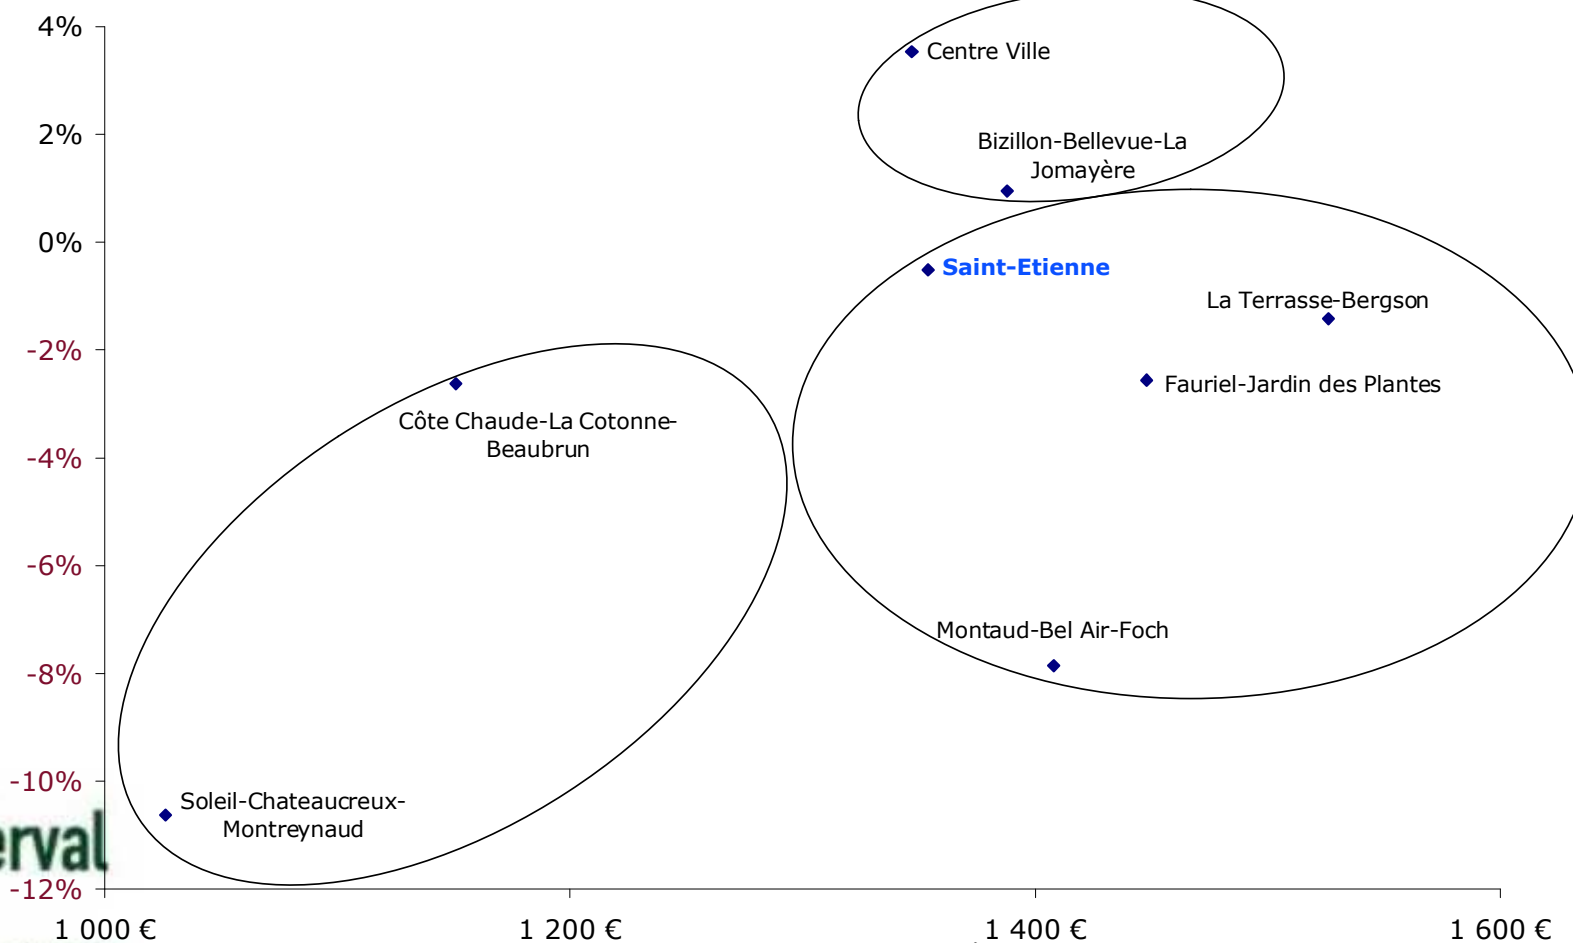 4%
Centre Ville
2%
Bizillon-Bellevue-La
Jomayère
0%
Saint-Etienne
La Terrasse-Bergson
-2%
Fauriel-Jardin des Plantes
Côte Chaude-La Cotonne-
Beaubrun
-4%
-6%
Montaud-Bel Air-Foch
-8%
-10%
Soleil-Chateaucreux-
Montreynaud
erval
-12%
1 000 €
1 200 €
1 400 €
1 600 €